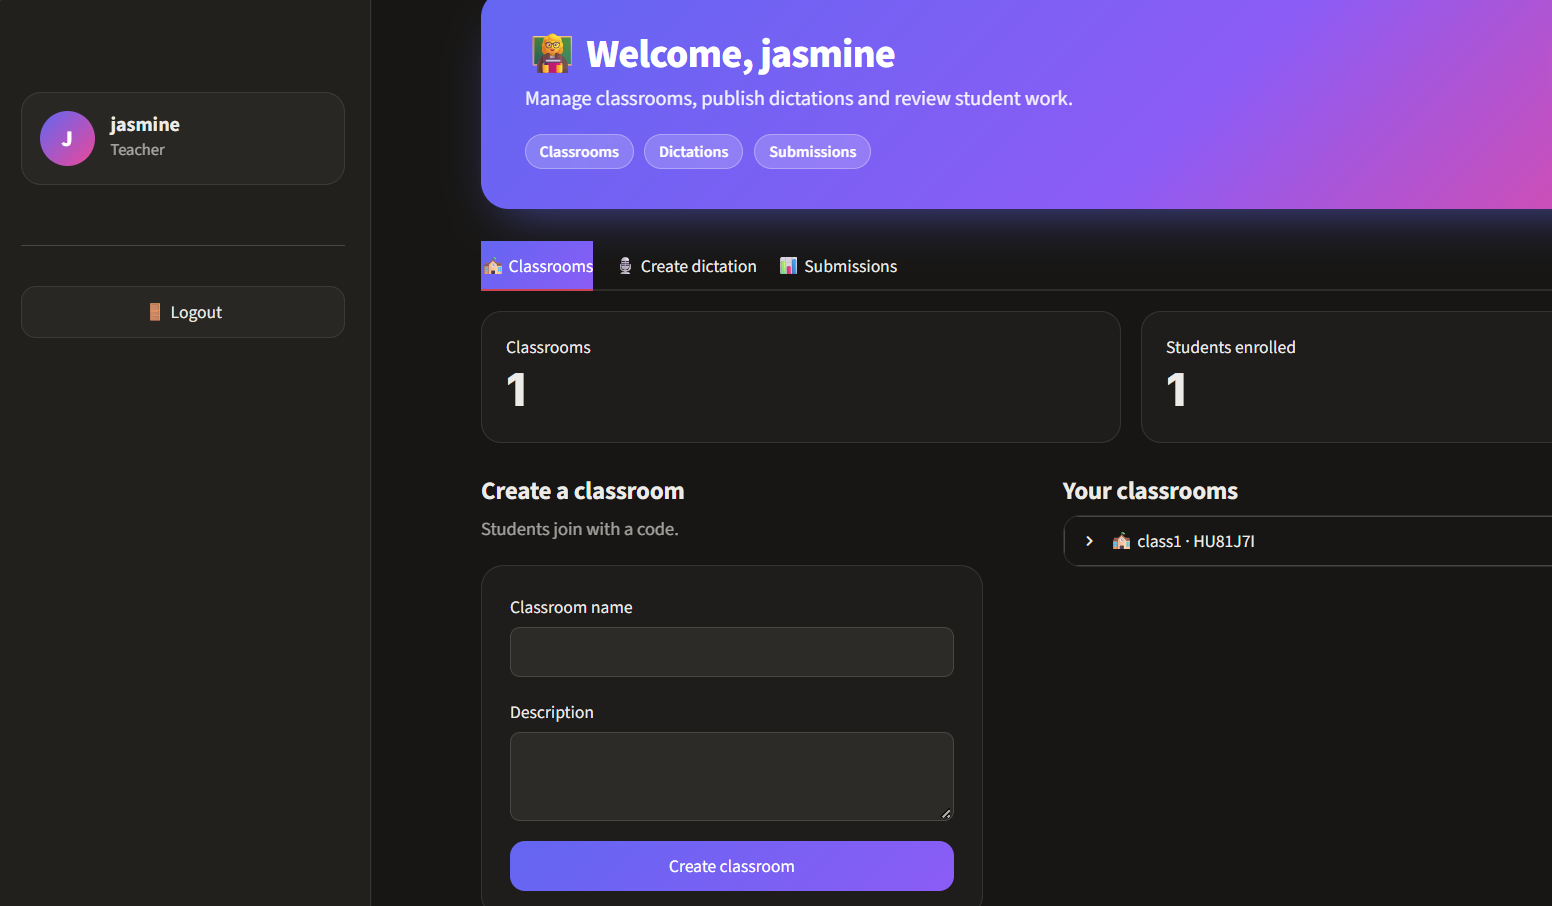 J
jasmine
Teacher
Logout
Welcome, jasmine
Manage classrooms, publish dictations and review student work.
Classrooms
Dictations
Submissions
Classrooms
Create dictation
Submissions
Classrooms
1
Students enrolled
1
Create a classroom
Students join with a code.
Classroom name
Description
Create classroom
Your classrooms
class1 · HU81J7I